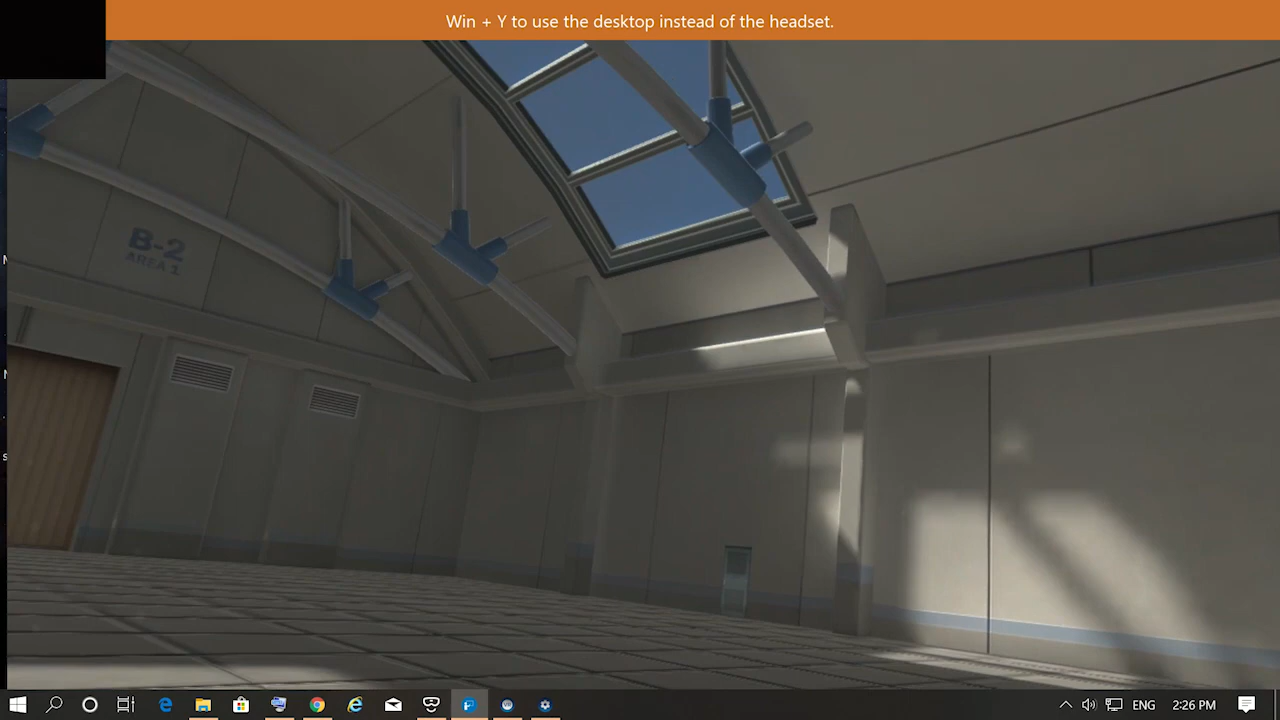 Win + Y to use the desktop instead of the headset.
B-2
AREA 1
ENG
2:26 PM